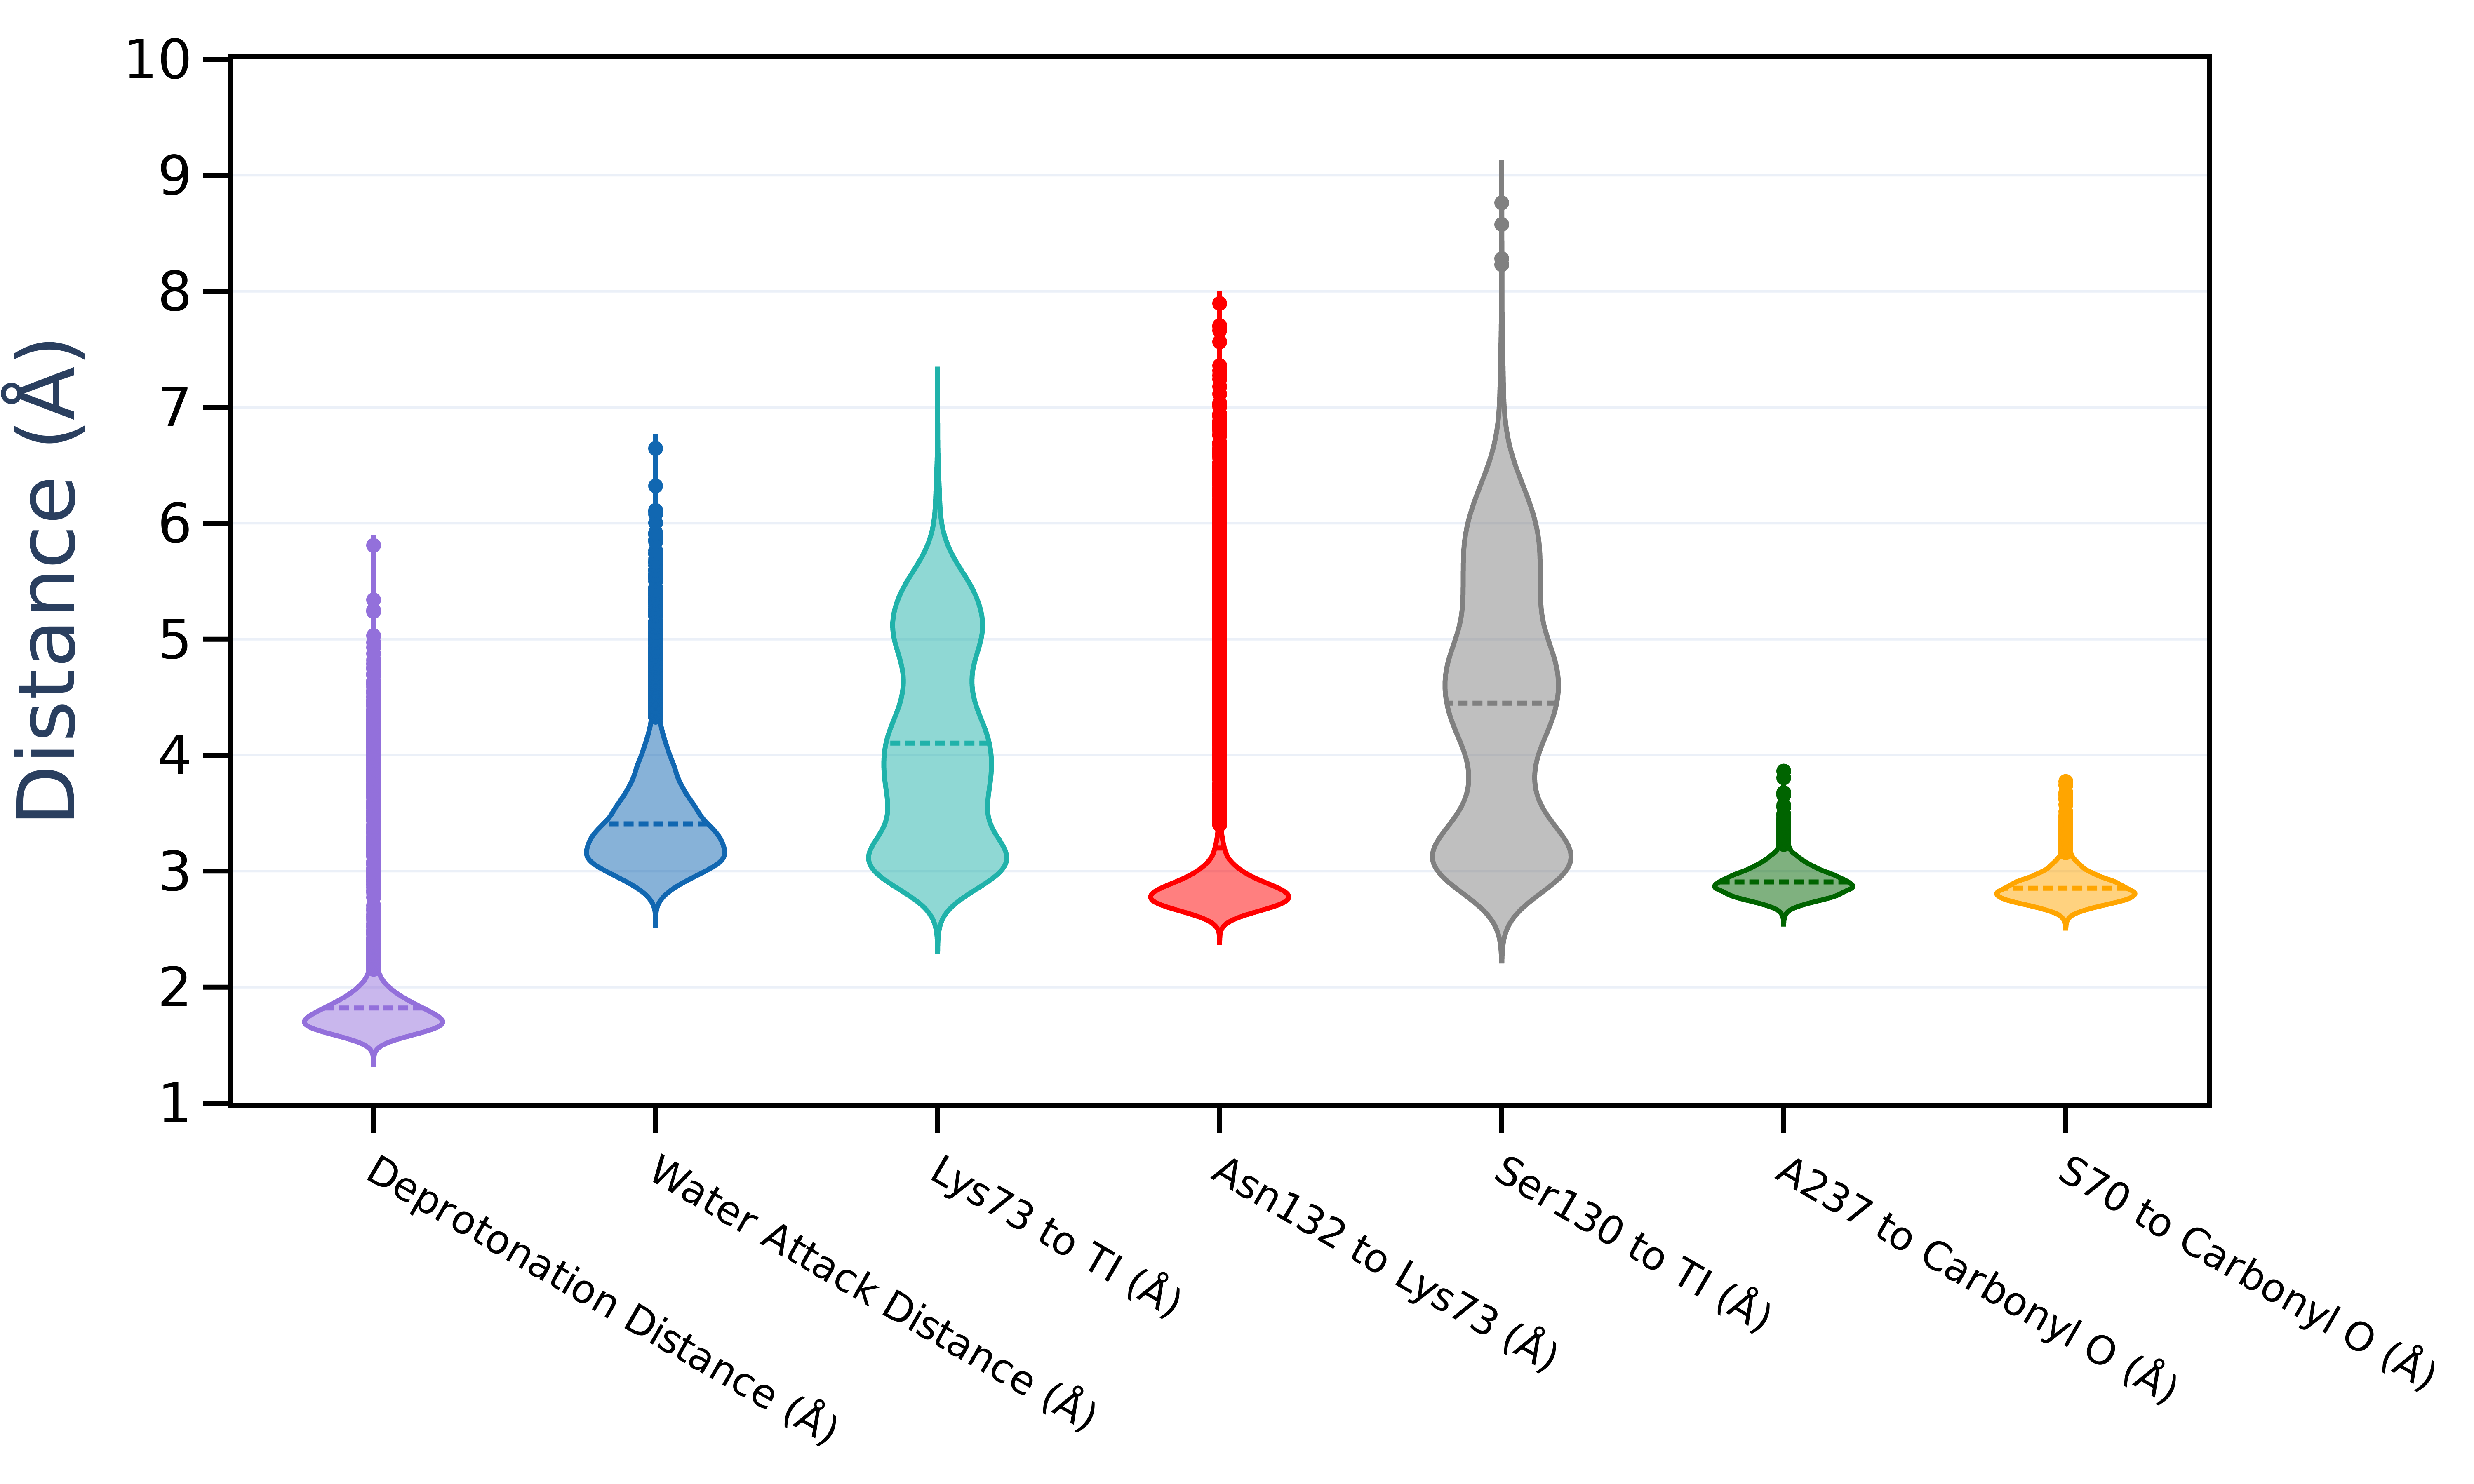 Distance (Å)
10
9
8
7
6
5
4
3
2
1
Deprotonation Distance (Å)
Water Attack Distance (Å)
Lys73 to TI (Å)
Asn132 to Lys73 (Å)
Ser130 to TI (Å)
A237 to Carbonyl O (Å)
S70 to Carbonyl O (Å)